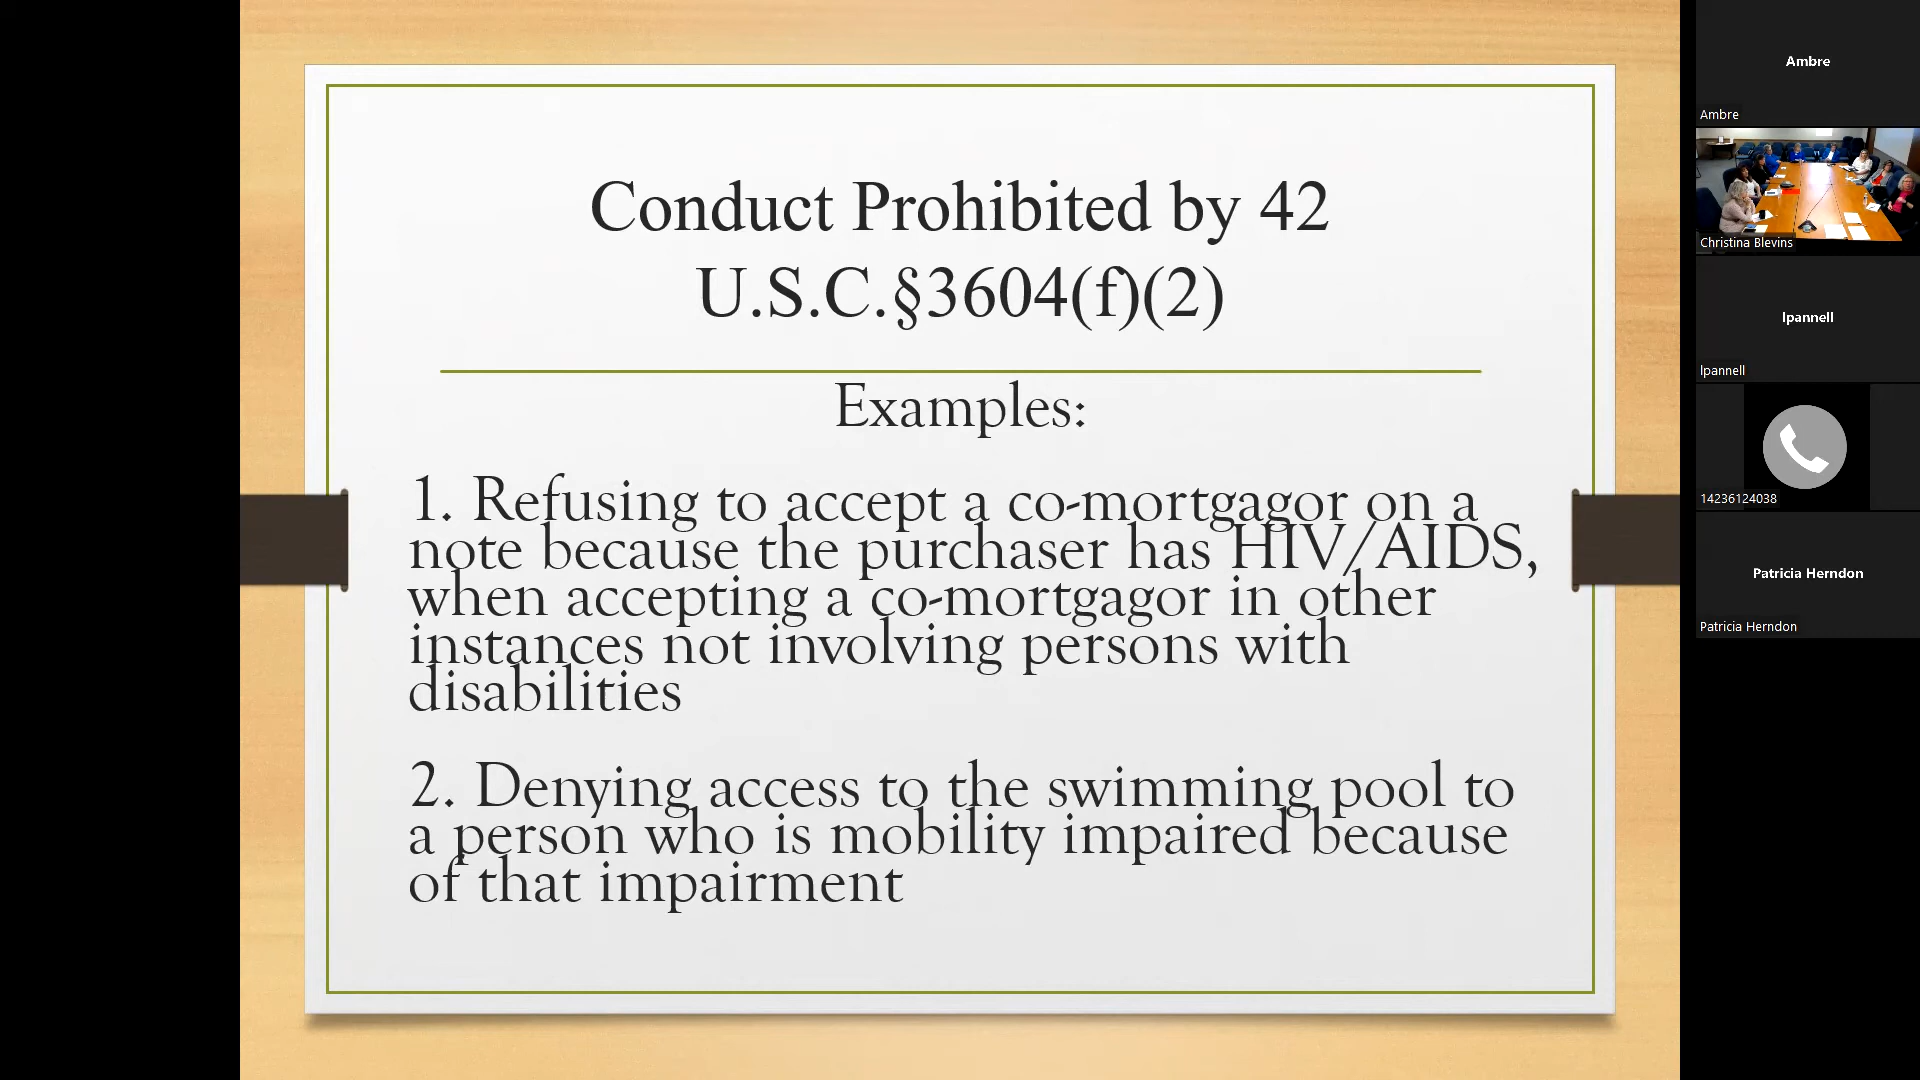 Conduct Prohibited by 42
U.S.C.§3604(f)(2)
Examples:
1. Refusing to accept a co-mortgagor on a
note because the purchaser has HIV/AIDS,
when accepting a co-mortgagor in other
instances not involving persons with
disabilities
2. Denying access to the swimming pool to
a person who is mobility impaired because
of that impairment
Ambre
Ambre
Christina Blevins
lpannell
lpannell
14236124038
Patricia Herndon
Patricia Herndon